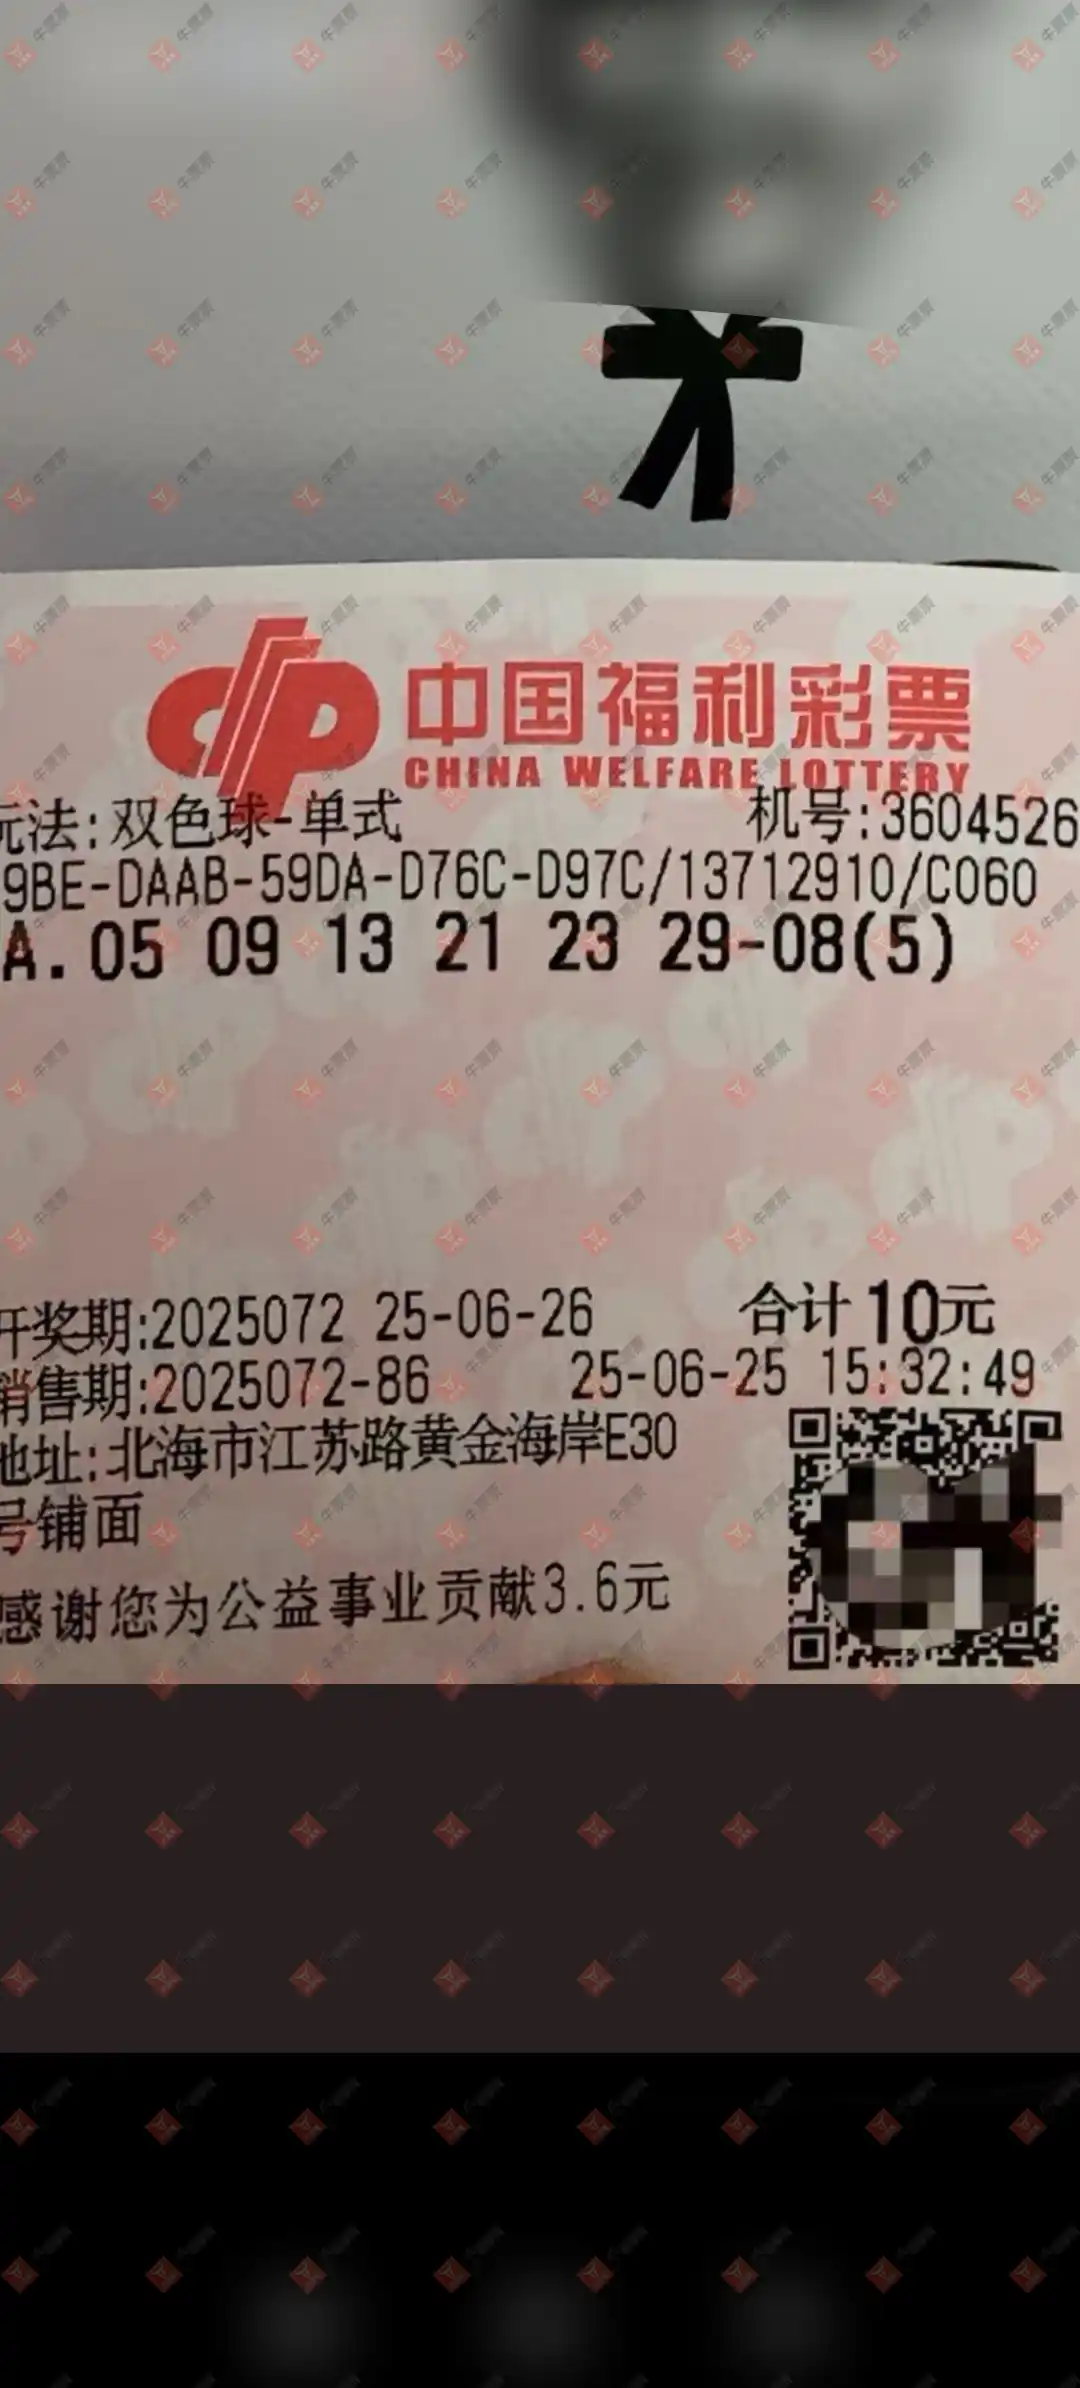 中国福利彩票
CHINA WELFARE LOTTERY
玩法:双色球-单式 机号:3604526
9BE-DAAB-59DA-D76C-D97C/13712910/C060
A. 05 09 13 21 23 29-08(5)
开奖期:2025072 25-06-26 合计10元
销售期:2025072-86 25-06-25 15:32:49
地址:北海市江苏路黄金海岸E30
号铺面
感谢您为公益事业贡献3.6元